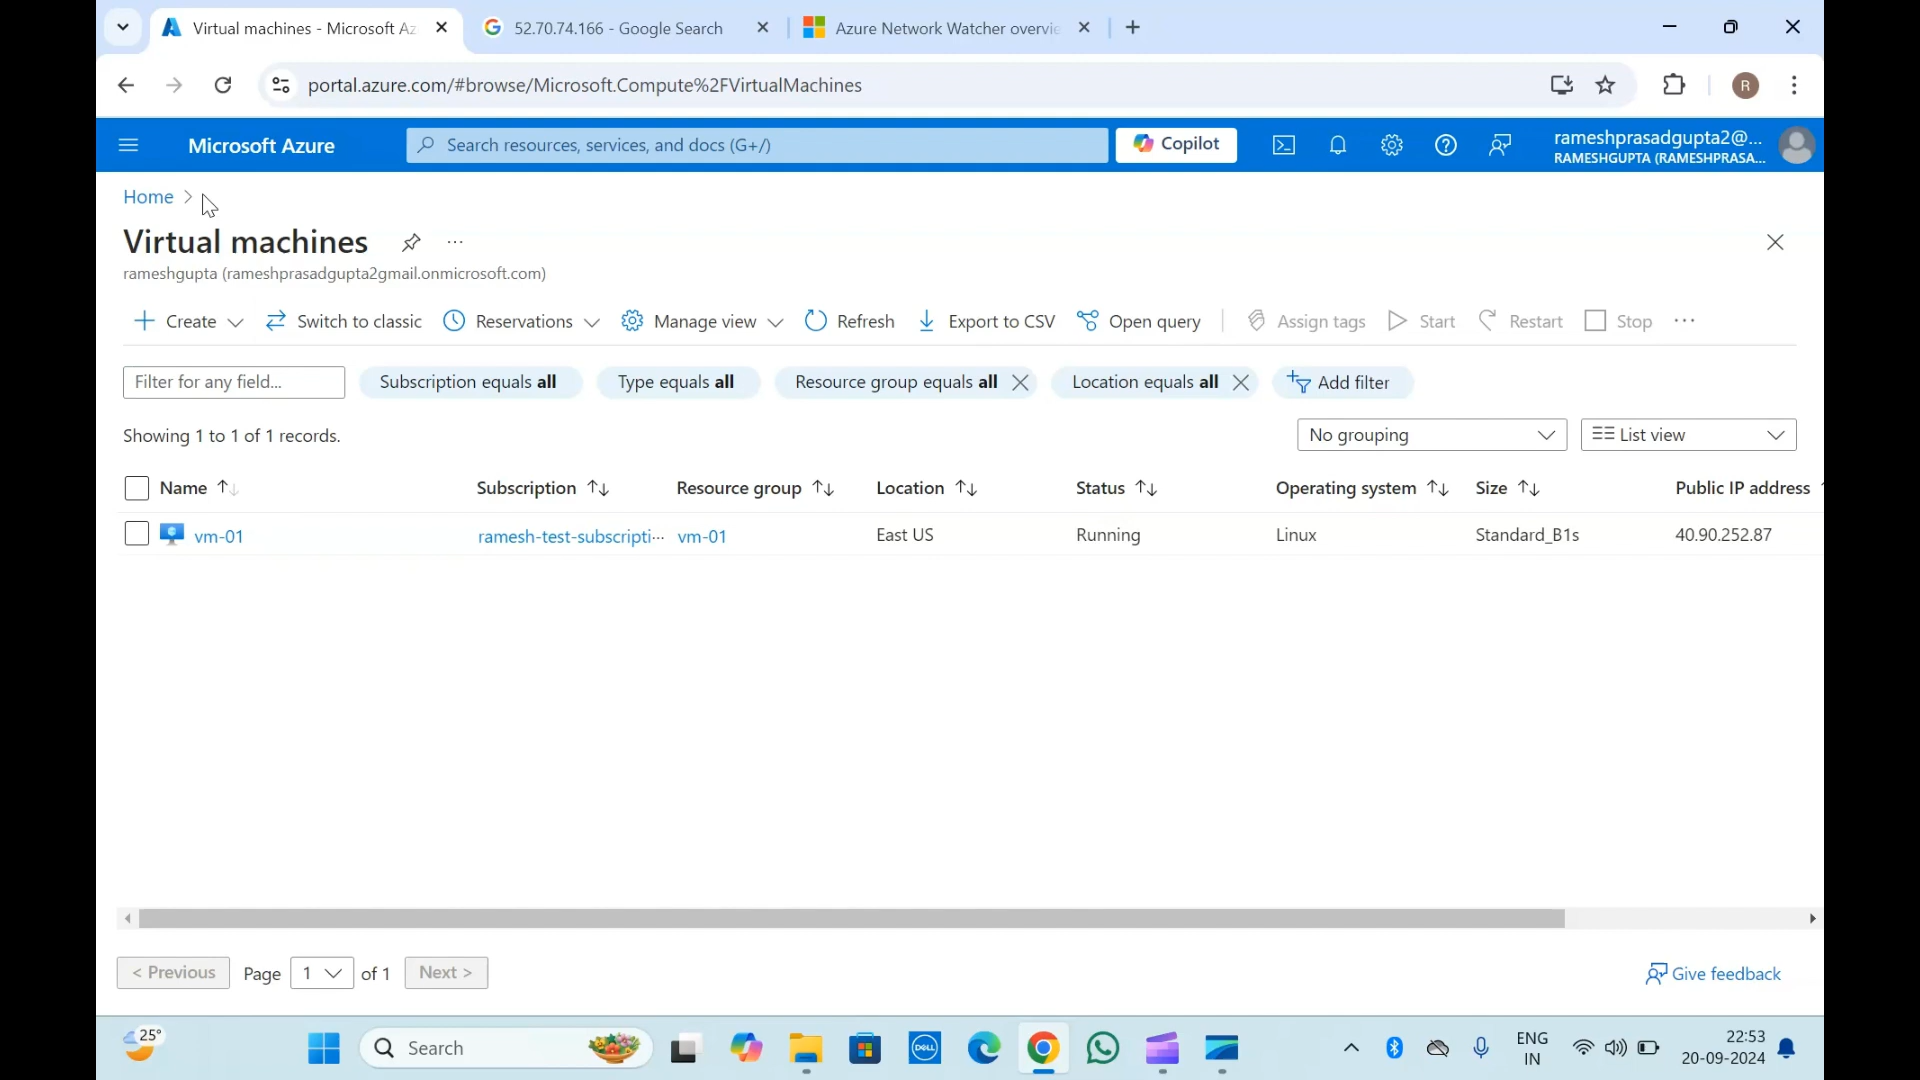 Virtual machines - Microsoft Az
52.70.74.166 - Google Search
Azure Network Watcher overvie
portal.azure.com/#browse/Microsoft.Compute%2FVirtualMachines
R
Microsoft Azure
Search resources, services, and docs (G+/)
Copilot
rameshprasadgupta2@...
RAMESHGUPTA (RAMESHPRASA...
Home >
Virtual machines
...
rameshgupta (rameshprasadgupta2gmail.onmicrosoft.com)
Create
Switch to classic
Reservations
Manage view
Refresh
Export to CSV
Open query
Assign tags
Start
Restart
Stop
...
Filter for any field...
Subscription equals all
Type equals all
Resource group equals all
Location equals all
Add filter
Showing 1 to 1 of 1 records.
No grouping
List view
Name Subscription Resource group Location Status Operating system Size Public IP address
vm-01 ramesh-test-subscripti... vm-01 East US Running Linux Standard_B1s 40.90.252.87
< Previous Page 1 of 1 Next >
Give feedback
25°
Search
DELL
ENG
IN
22:53
20-09-2024